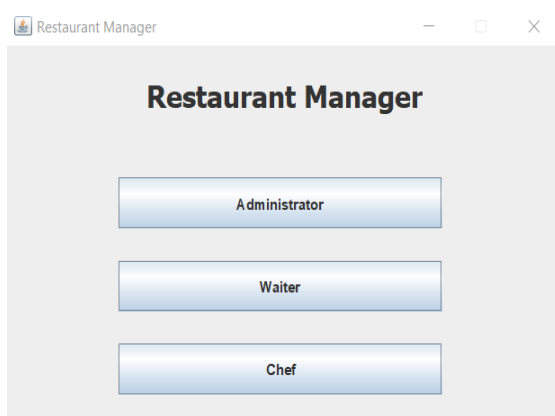 Restaurant Manager
Restaurant Manager
Administrator
Waiter
Chef